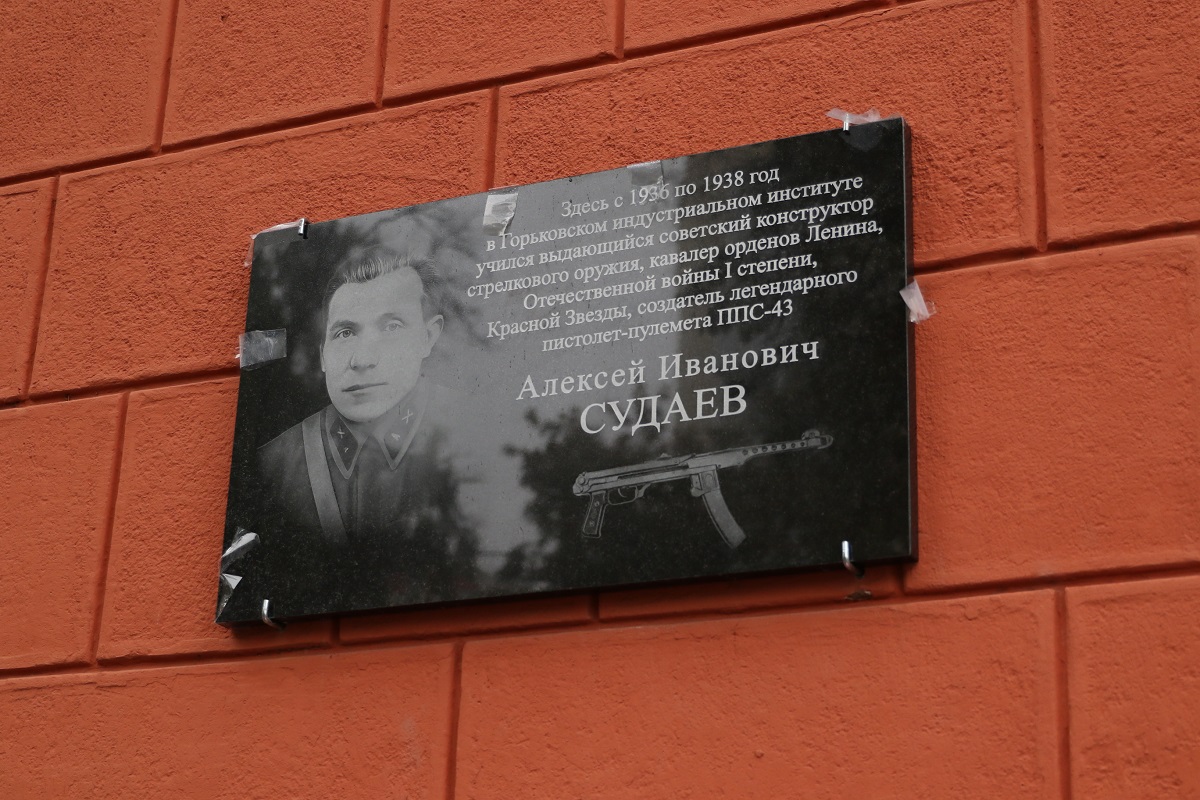 Здесь с 1936 по 1938 год
в Горьковском индустриальном институте
учился выдающийся советский конструктор
стрелкового оружия, кавалер орденов Ленина,
Отечественной войны I степени,
Красной Звезды, создатель легендарного
пистолет-пулемета ППС-43
Алексей Иванович
СУДАЕВ